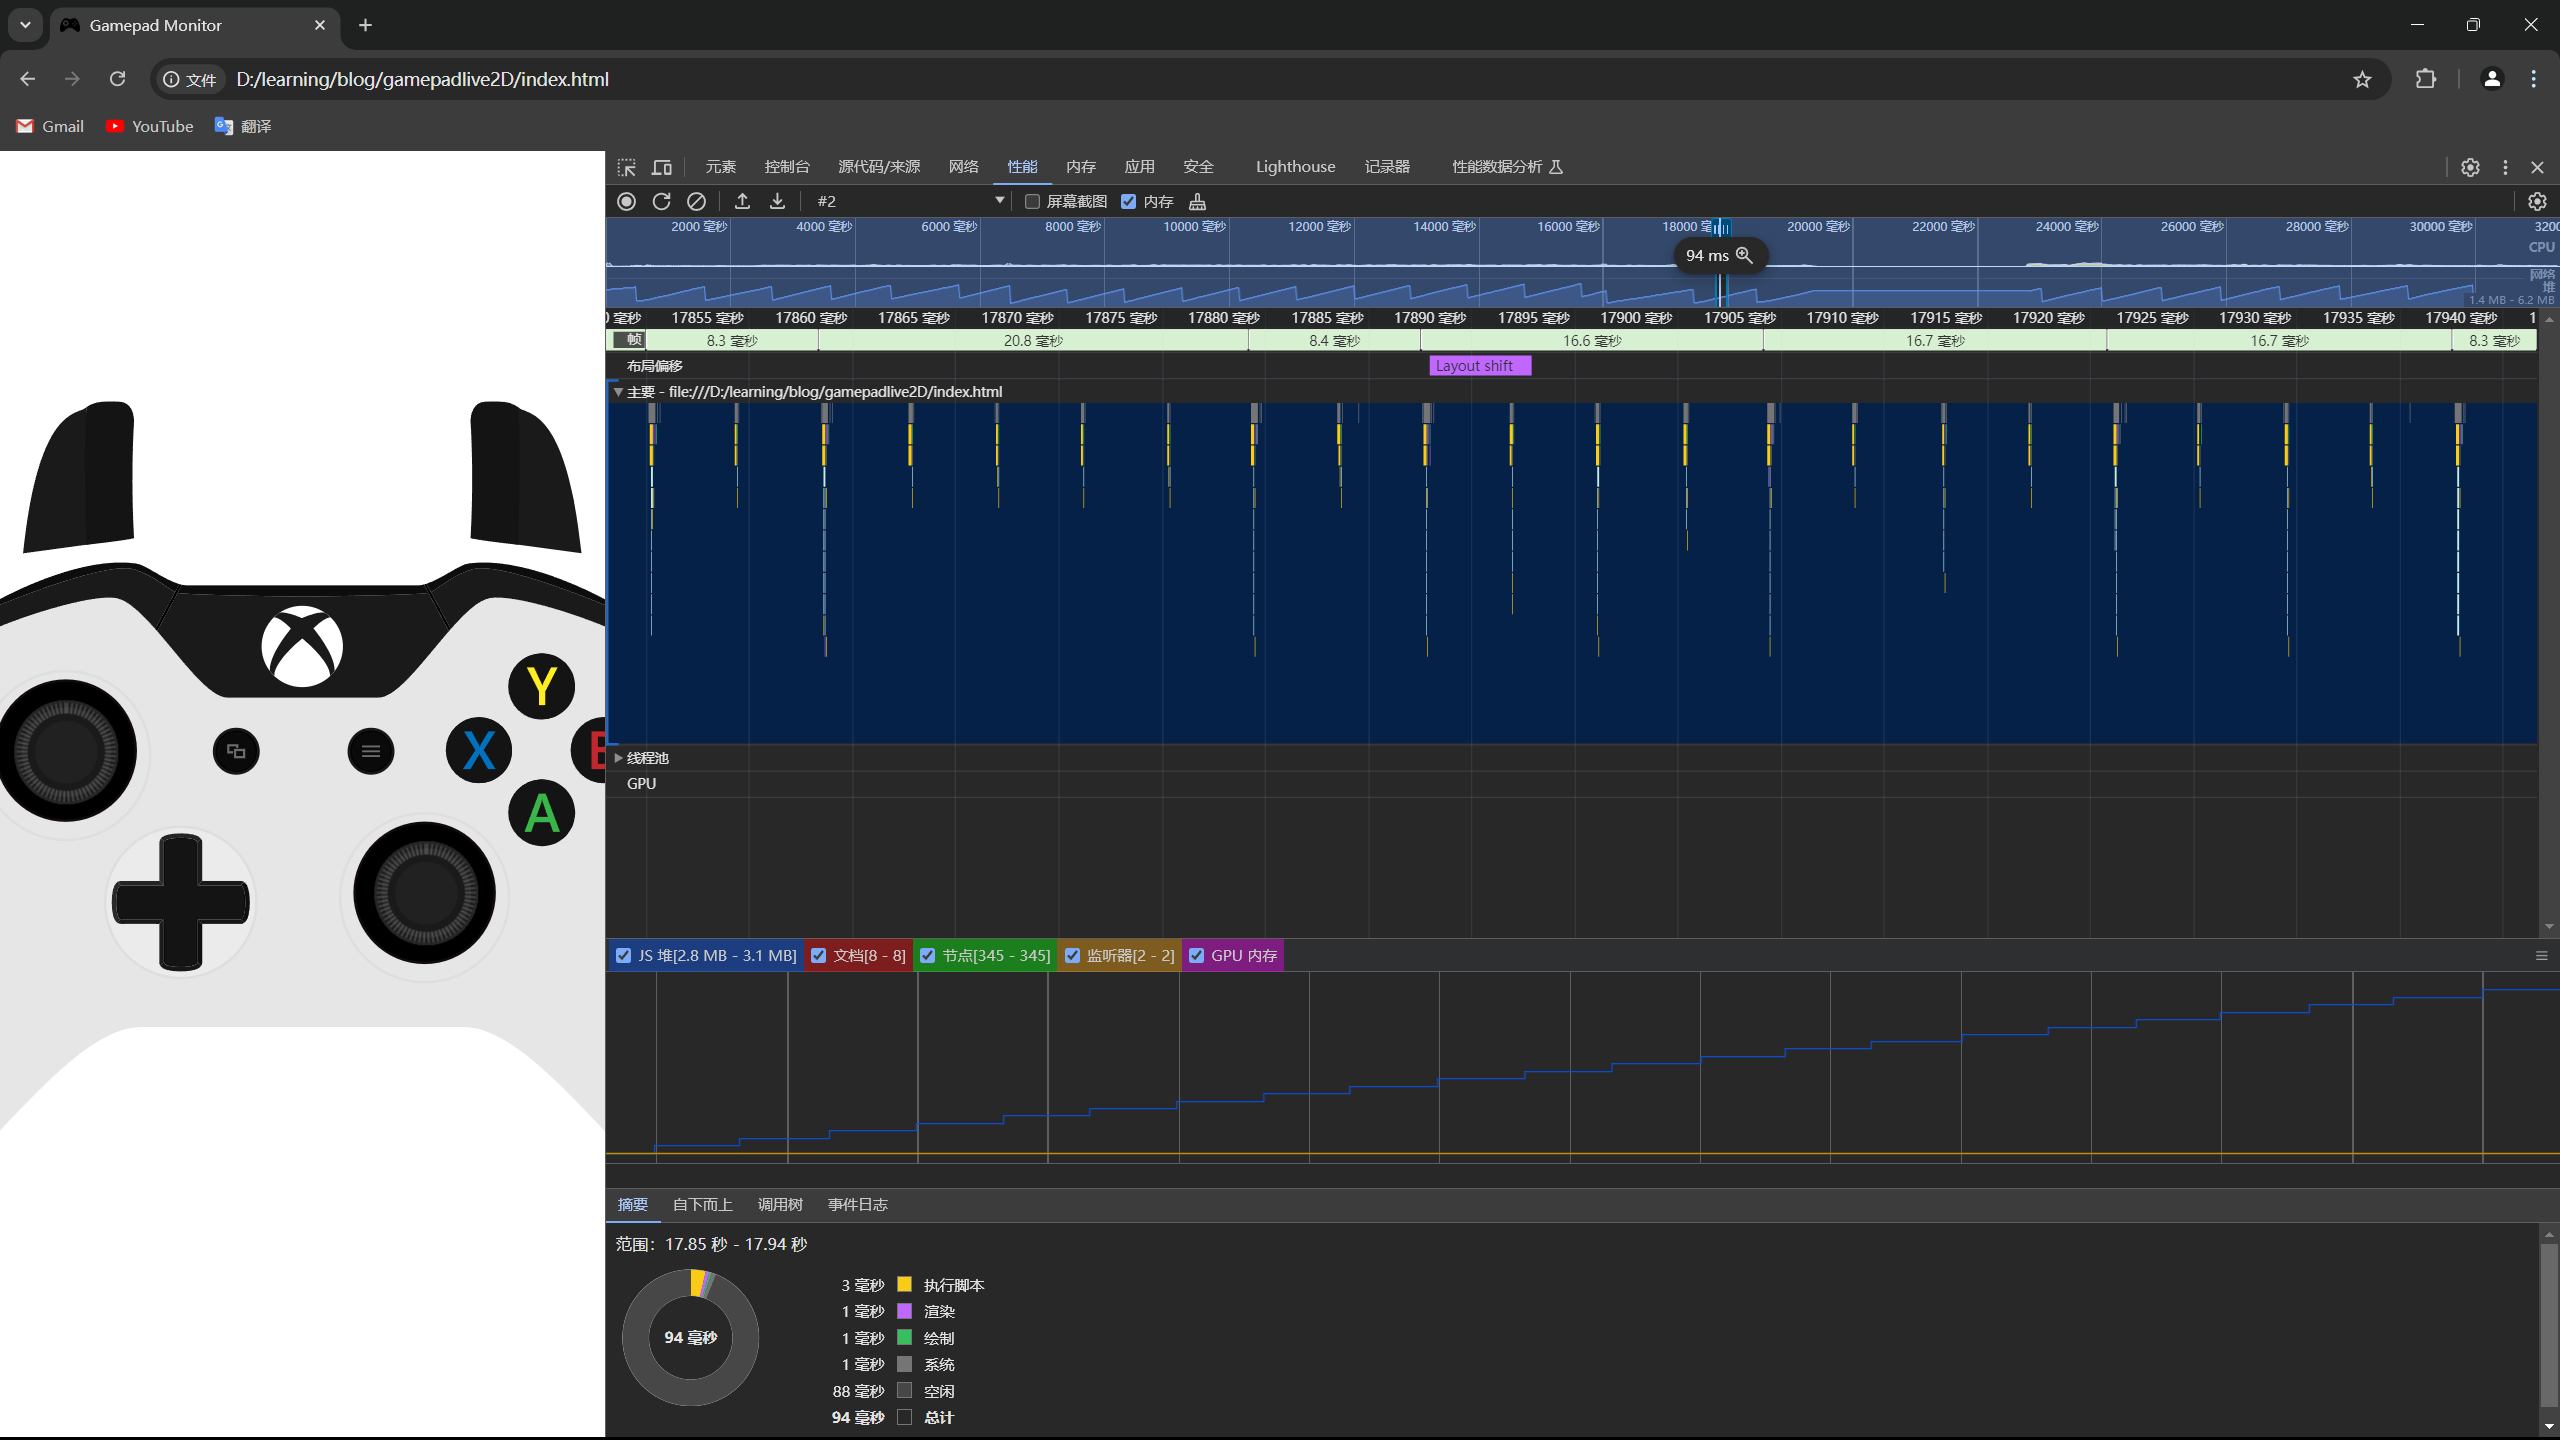 Gamepad Monitor
文件 D:/learning/blog/gamepadlive2D/index.html
Gmail YouTube 翻译
元素 控制台 源代码/来源 网络 性能 内存 应用 安全 Lighthouse 记录器 性能数据分析
#2 屏幕截图 内存
2000 毫秒 4000 毫秒 6000 毫秒 8000 毫秒 10000 毫秒 12000 毫秒 14000 毫秒 16000 毫秒 18000 毫 20000 毫秒 22000 毫秒 24000 毫秒 26000 毫秒 28000 毫秒 30000 毫秒 3200
CPU
94 ms
网络
堆
1.4 MB - 6.2 MB
毫秒 17855 毫秒 17860 毫秒 17865 毫秒 17870 毫秒 17875 毫秒 17880 毫秒 17885 毫秒 17890 毫秒 17895 毫秒 17900 毫秒 17905 毫秒 17910 毫秒 17915 毫秒 17920 毫秒 17925 毫秒 17930 毫秒 17935 毫秒 17940 毫秒 1
帧 8.3 毫秒 20.8 毫秒 8.4 毫秒 16.6 毫秒 16.7 毫秒 16.7 毫秒 8.3 毫秒
布局偏移 Layout shift
主要 - file:///D:/learning/blog/gamepadlive2D/index.html
Y
X B
A
线程池
GPU
JS 堆[2.8 MB - 3.1 MB] 文档[8 - 8] 节点[345 - 345] 监听器[2 - 2] GPU 内存
摘要 自下而上 调用树 事件日志
范围：17.85 秒 - 17.94 秒
94 毫秒
3 毫秒 执行脚本
1 毫秒 渲染
1 毫秒 绘制
1 毫秒 系统
88 毫秒 空闲
94 毫秒 总计